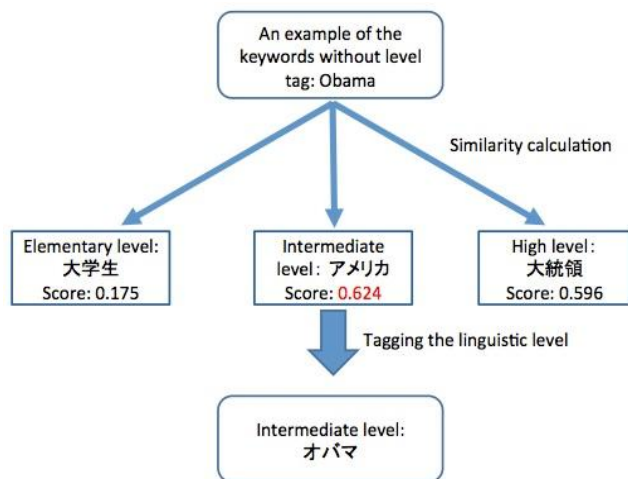 An example of the
keywords without level
tag: Obama
Similarity calculation
Elementary level:
大学生
Score: 0.175
Intermediate
level：アメリカ
Score: 0.624
High level：
大統領
Score: 0.596
Tagging the linguistic level
Intermediate level:
オバマ